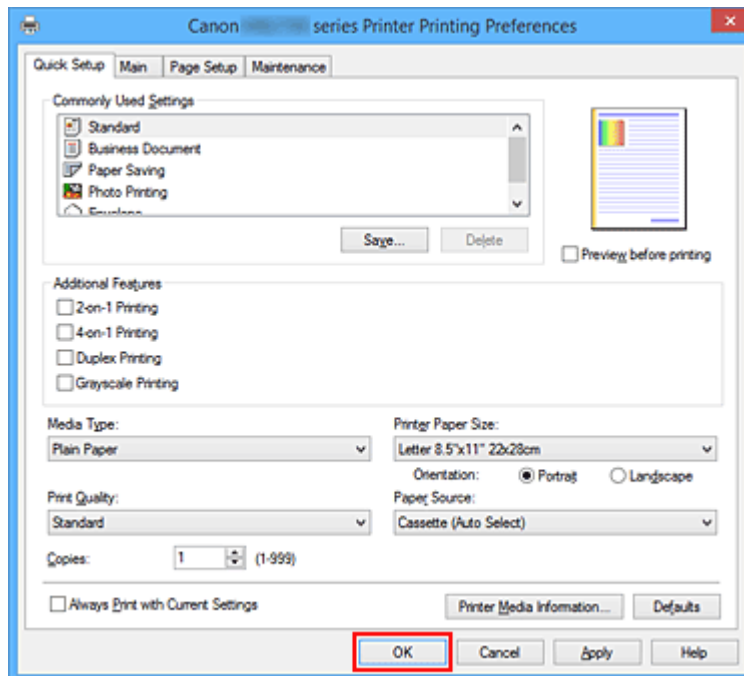 Canon series Printer Printing Preferences
Quick Setup Main Page Setup Maintenance
Commonly Used Settings
Standard
Business Document
Paper Saving
Photo Printing
Envelope
Save... Delete
Preview before printing
Additional Features
2-on-1 Printing
4-on-1 Printing
Duplex Printing
Grayscale Printing
Media Type: Printer Paper Size:
Plain Paper Letter 8.5"x11" 22x28cm
Orientation: Portrait Landscape
Print Quality: Paper Source:
Standard Cassette (Auto Select)
Copies: 1 (1-999)
Always Print with Current Settings Printer Media Information... Defaults
OK Cancel Apply Help